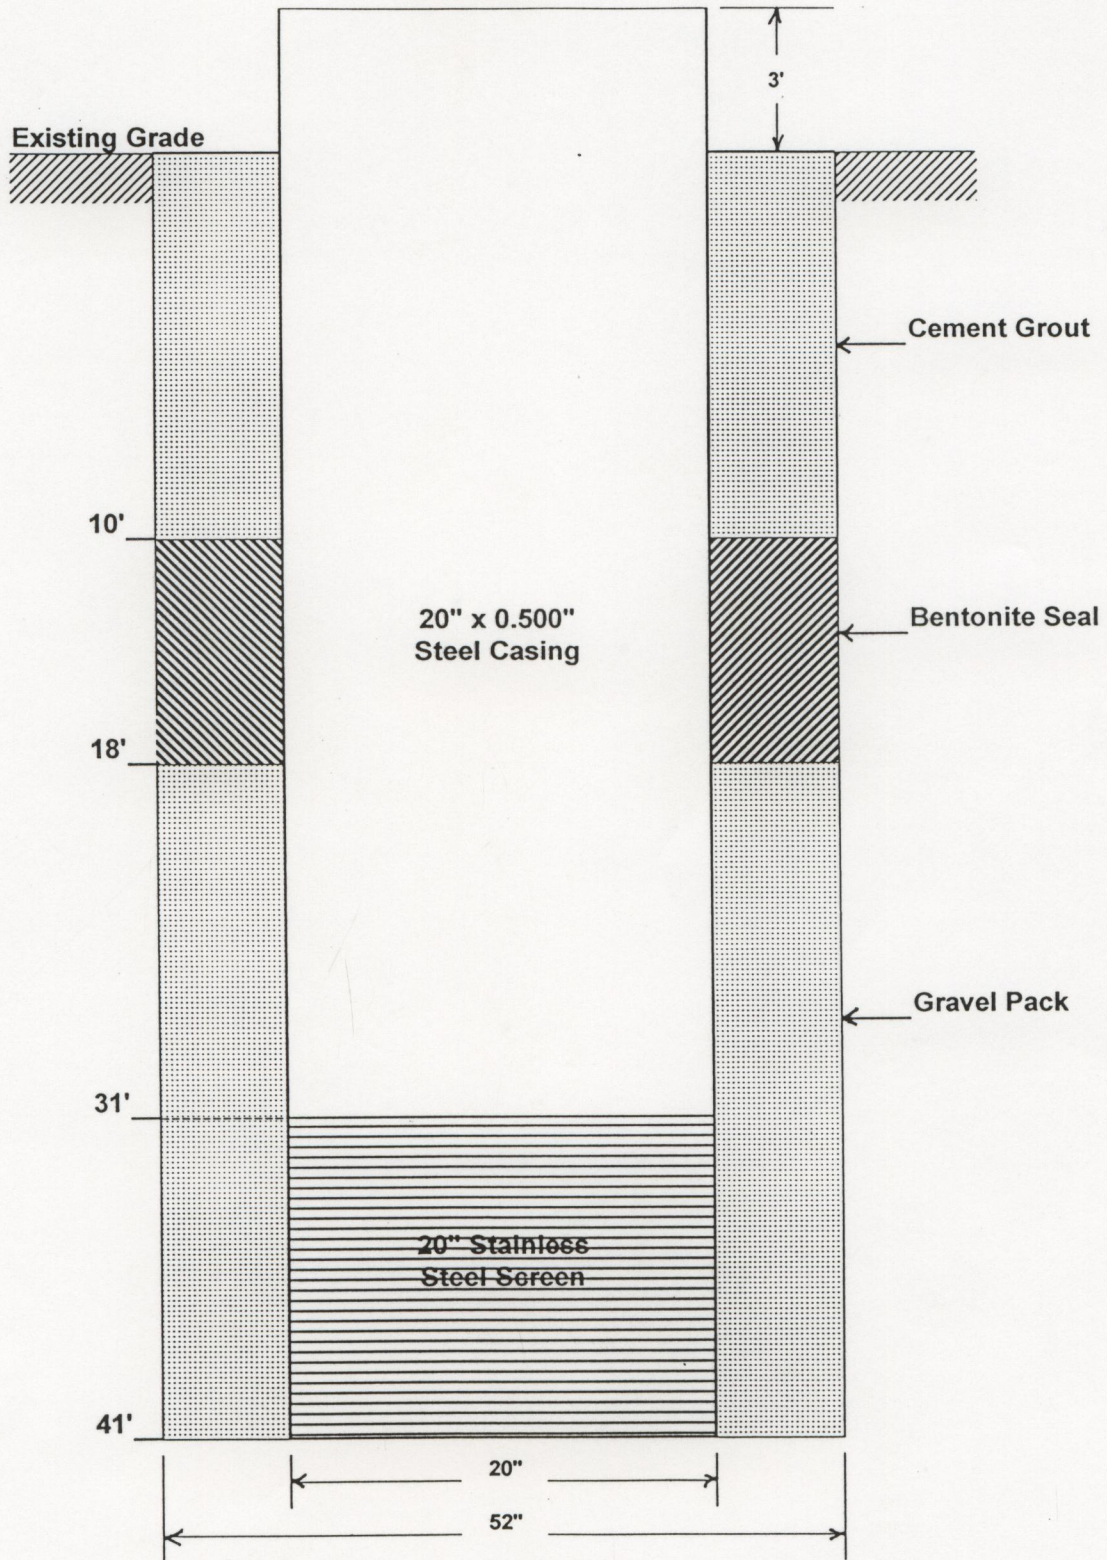 3'
Existing Grade
Cement Grout
10'
20" x 0.500"
Steel Casing
Bentonite Seal
18'
Gravel Pack
31'
20" Stainless
Steel Screen
41'
20"
52"